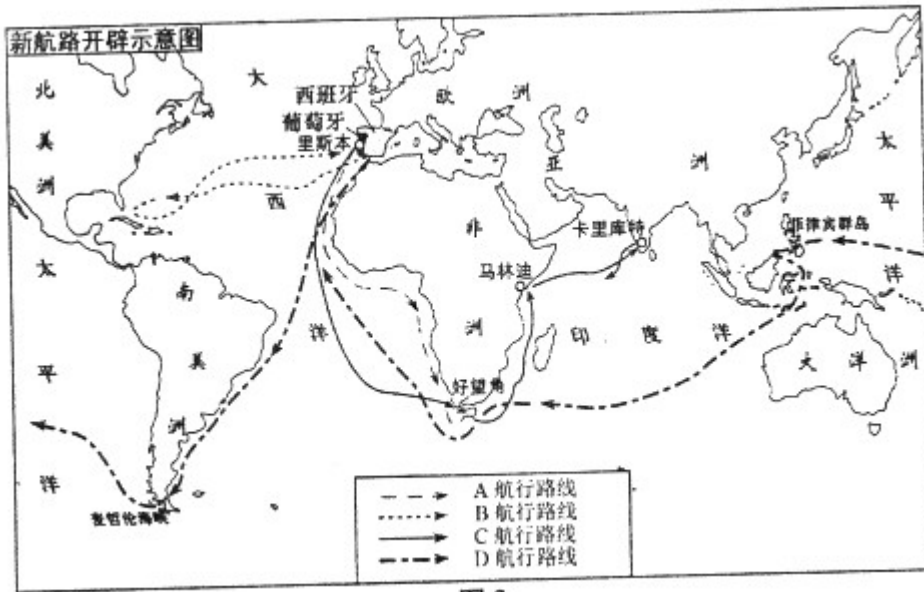 新航路开辟示意图
北美洲
大西洋
西班牙
葡萄牙
里斯本
欧洲
亚洲
非洲
太平洋
菲律宾群岛
卡里库特
马林迪
印度洋
大洋洲
好望角
南美洲
太平洋
麦哲伦海峡
A 航行路线
B 航行路线
C 航行路线
D 航行路线